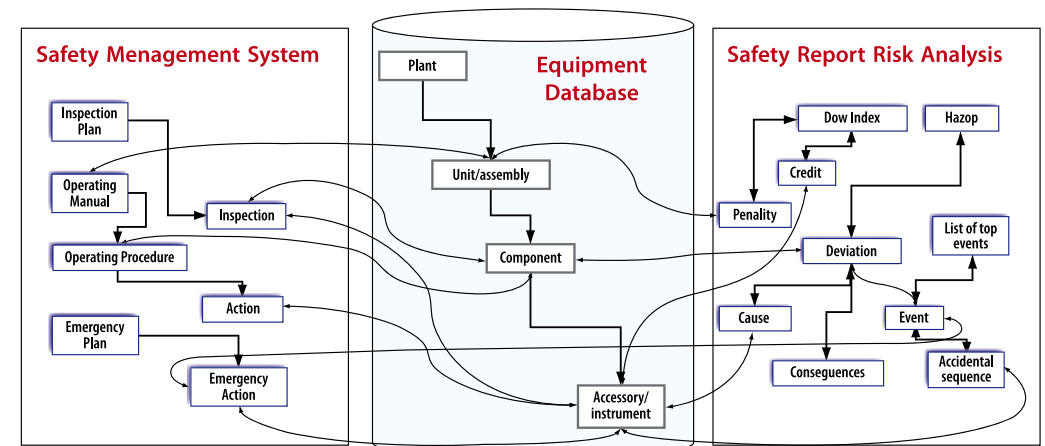 Safety Menagement System
Inspection
Plan
Operating
Manual
Inspection
Operating Procedure
Action
Emergency
Plan
Emergency
Action
Equipment
Database
Plant
Unit/assembly
Component
Accessory/
instrument
Safety Report Risk Analysis
Dow Index
Hazop
Credit
Penality
List of top
events
Deviation
Cause
Event
Conseguences
Accidental
sequence